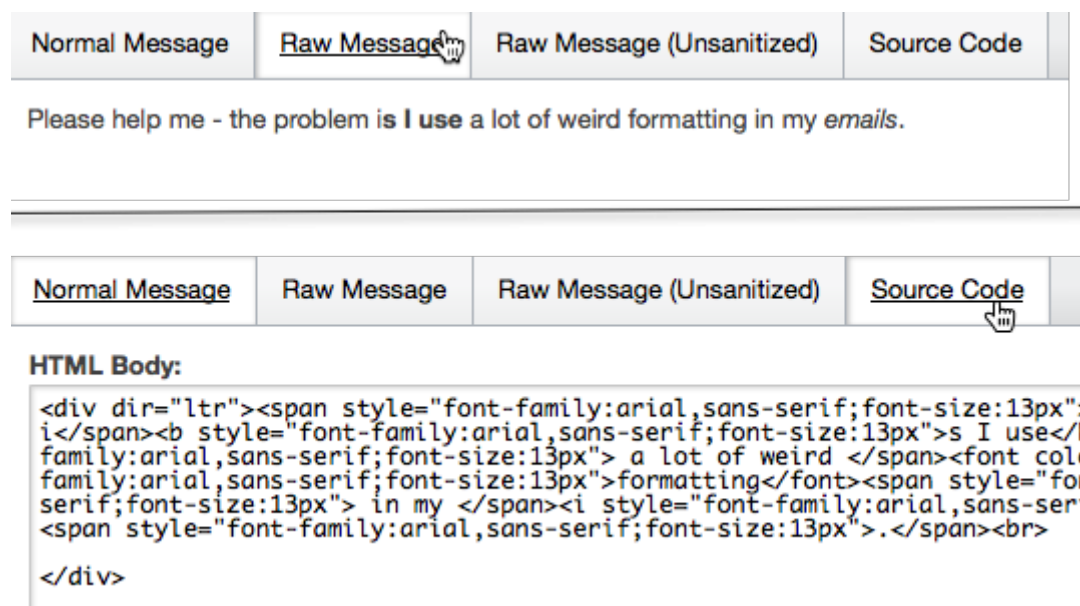 Normal Message Raw Message Raw Message (Unsanitized) Source Code
Please help me - the problem is I use a lot of weird formatting in my emails.
Normal Message Raw Message Raw Message (Unsanitized) Source Code
HTML Body:
<div dir="ltr"><span style="font-family:arial,sans-serif;font-size:13px"
i</span><b style="font-family:arial,sans-serif;font-size:13px">s I use</
family:arial,sans-serif;font-size:13px"> a lot of weird </span><font col
family:arial,sans-serif;font-size:13px">formatting</font><span style="fo
serif;font-size:13px"> in my </span><i style="font-family:arial,sans-ser
<span style="font-family:arial,sans-serif;font-size:13px">.</span><br>
</div>